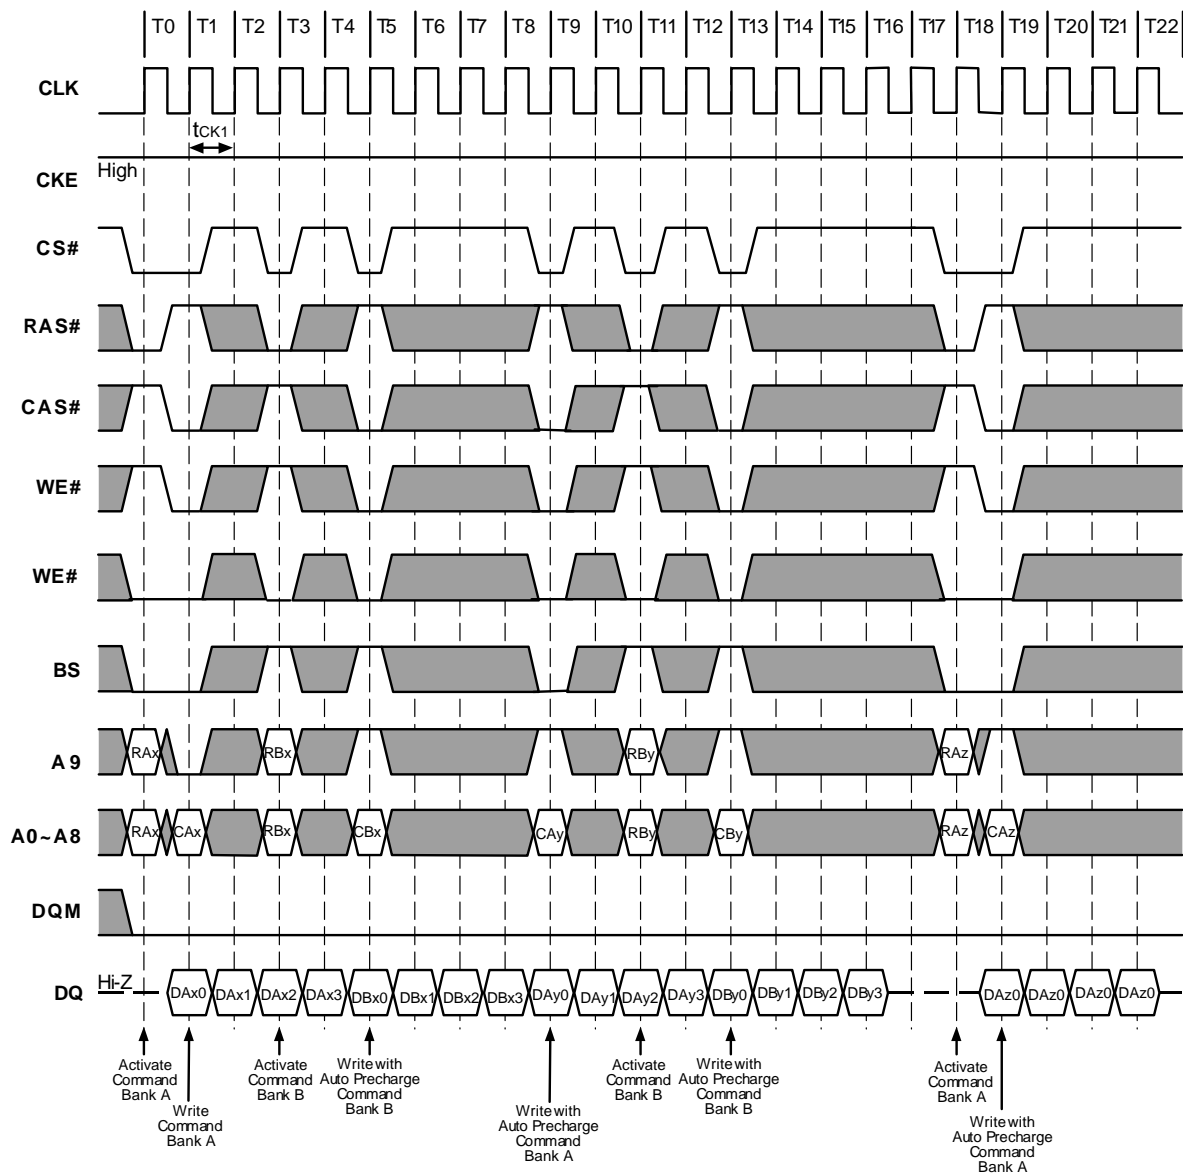 T0 T1 T2 T3 T4 T5 T6 T7 T8 T9 T10 T11 T12 T13 T14 T15 T16 T17 T18 T19 T20 T21 T22
CLK
tCK1
High
CKE
CS#
RAS#
CAS#
WE#
WE#
BS
A9 RAx RBx RBy RAz
A0~A8 RAx CAx RBx CBx CAy RBy CBy RAz CAz
DQM
DQ Hi-Z DAx0 DAx1 DAx2 DAx3 DBx0 DBx1 DBx2 DBx3 DAy0 DAy1 DAy2 DAy3 DBy0 DBy1 DBy2 DBy3 DAz0 DAz0 DAz0 DAz0
Activate
Command
Bank A
Write
Command
Bank A
Activate
Command
Bank B
Write with
Auto Precharge
Command
Bank B
Write with
Auto Precharge
Command
Bank A
Activate
Command
Bank B
Write with
Auto Precharge
Command
Bank B
Activate
Command
Bank A
Write with
Auto Precharge
Command
Bank A